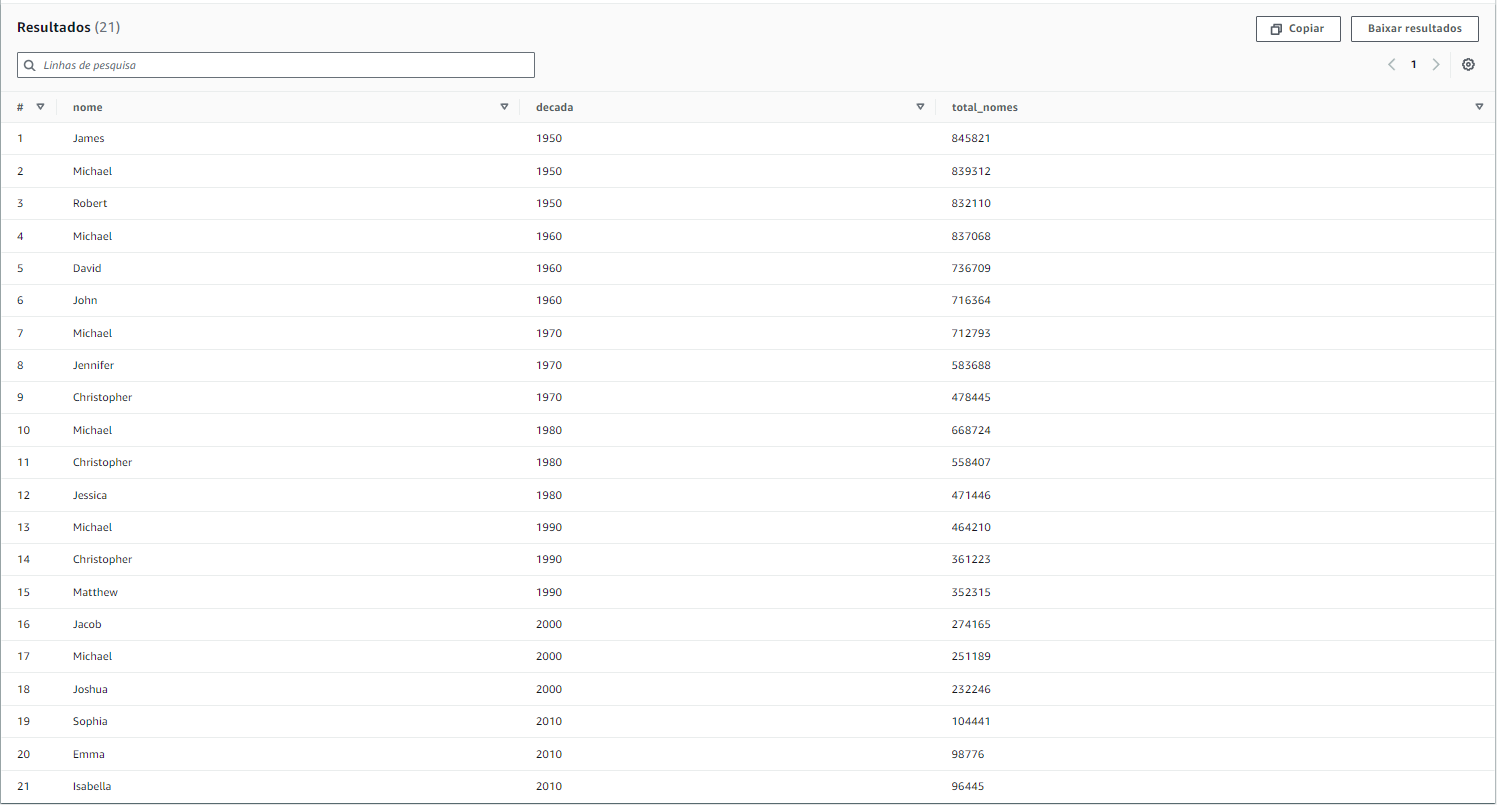 Resultados (21)
Copiar
Baixar resultados
Linhas de pesquisa
1
# nome decada total_nomes
1 James 1950 845821
2 Michael 1950 839312
3 Robert 1950 832110
4 Michael 1960 837068
5 David 1960 736709
6 John 1960 716364
7 Michael 1970 712793
8 Jennifer 1970 583688
9 Christopher 1970 478445
10 Michael 1980 668724
11 Christopher 1980 558407
12 Jessica 1980 471446
13 Michael 1990 464210
14 Christopher 1990 361223
15 Matthew 1990 352315
16 Jacob 2000 274165
17 Michael 2000 251189
18 Joshua 2000 232246
19 Sophia 2010 104441
20 Emma 2010 98776
21 Isabella 2010 96445